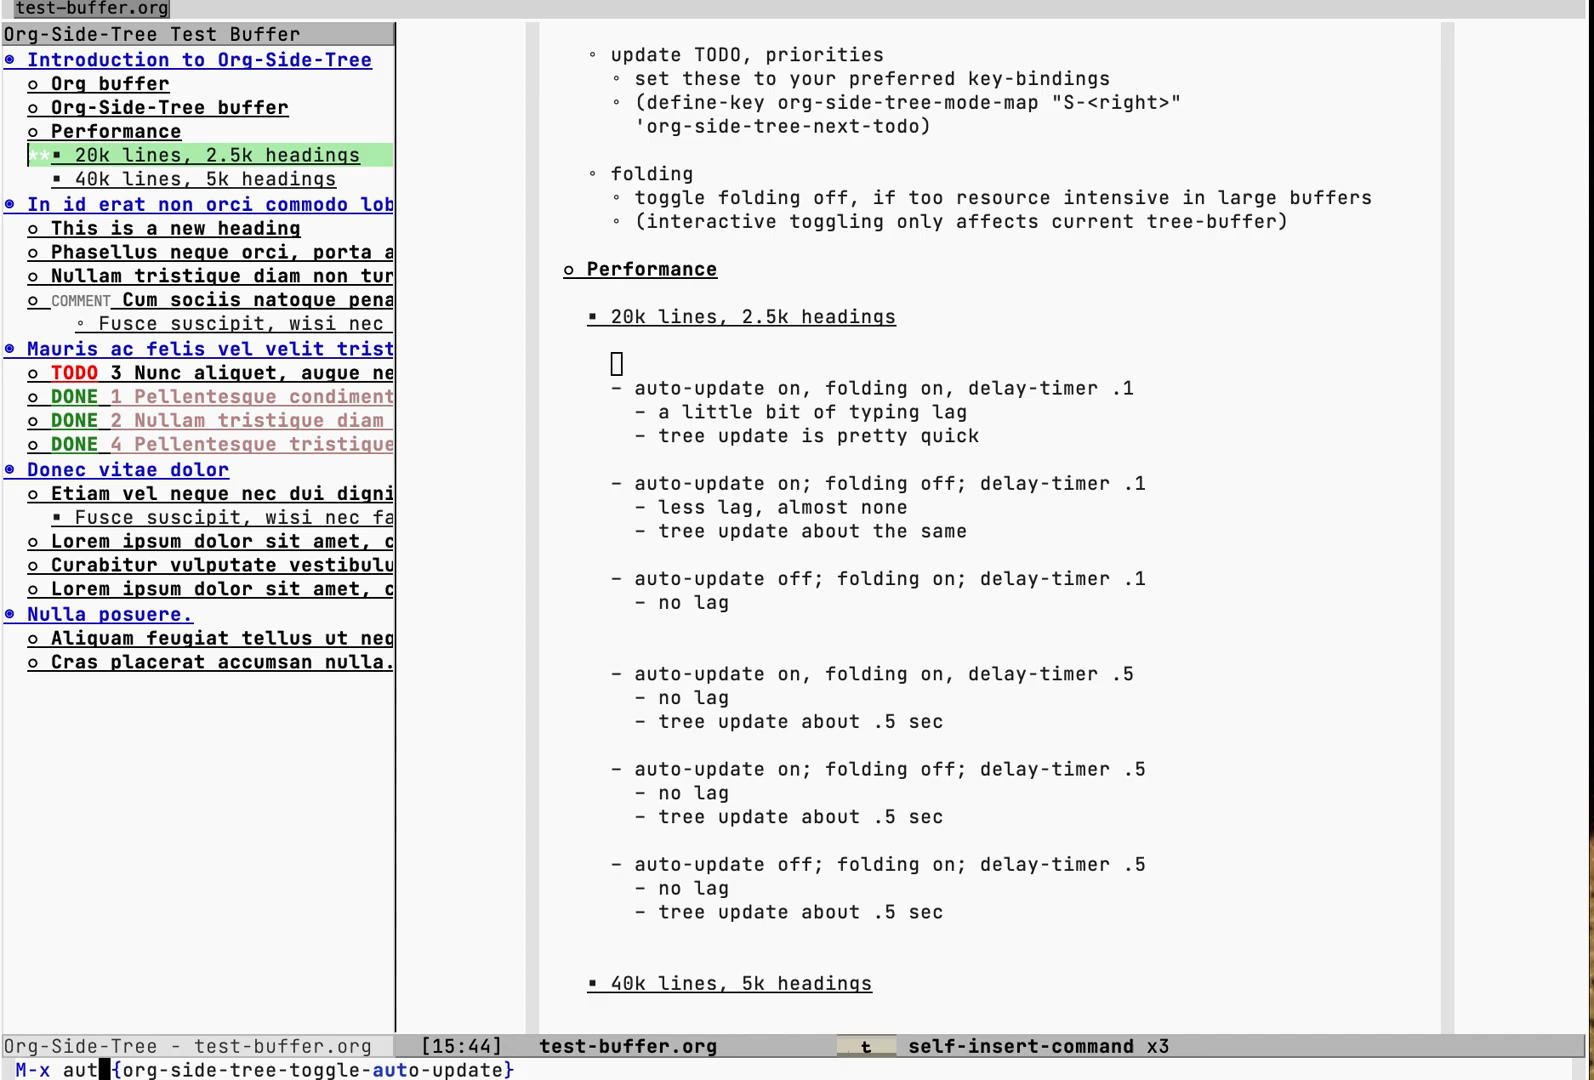 test-buffer.org
Org-Side-Tree Test Buffer
◉ Introduction to Org-Side-Tree
○ Org buffer
○ Org-Side-Tree buffer
○ Performance
**▪ 20k lines, 2.5k headings
▪ 40k lines, 5k headings
◉ In id erat non orci commodo lob
○ This is a new heading
○ Phasellus neque orci, porta a
○ Nullam tristique diam non tur
○ COMMENT Cum sociis natoque pena
◦ Fusce suscipit, wisi nec
◉ Mauris ac felis vel velit trist
○ TODO 3 Nunc aliquet, augue ne
○ DONE 1 Pellentesque condiment
○ DONE 2 Nullam tristique diam
○ DONE 4 Pellentesque tristique
◉ Donec vitae dolor
○ Etiam vel neque nec dui digni
▪ Fusce suscipit, wisi nec fa
○ Lorem ipsum dolor sit amet, c
○ Curabitur vulputate vestibulu
○ Lorem ipsum dolor sit amet, c
◉ Nulla posuere.
○ Aliquam feugiat tellus ut neq
○ Cras placerat accumsan nulla.
◦ update TODO, priorities
◦ set these to your preferred key-bindings
◦ (define-key org-side-tree-mode-map "S-<right>"
'org-side-tree-next-todo)
◦ folding
◦ toggle folding off, if too resource intensive in large buffers
◦ (interactive toggling only affects current tree-buffer)
○ Performance
▪ 20k lines, 2.5k headings
– auto-update on, folding on, delay-timer .1
– a little bit of typing lag
– tree update is pretty quick
– auto-update on; folding off; delay-timer .1
– less lag, almost none
– tree update about the same
– auto-update off; folding on; delay-timer .1
– no lag
– auto-update on, folding on, delay-timer .5
– no lag
– tree update about .5 sec
– auto-update on; folding off; delay-timer .5
– no lag
– tree update about .5 sec
– auto-update off; folding on; delay-timer .5
– no lag
– tree update about .5 sec
▪ 40k lines, 5k headings
Org-Side-Tree - test-buffer.org
[15:44] test-buffer.org t self-insert-command x3
M-x aut {org-side-tree-toggle-auto-update}